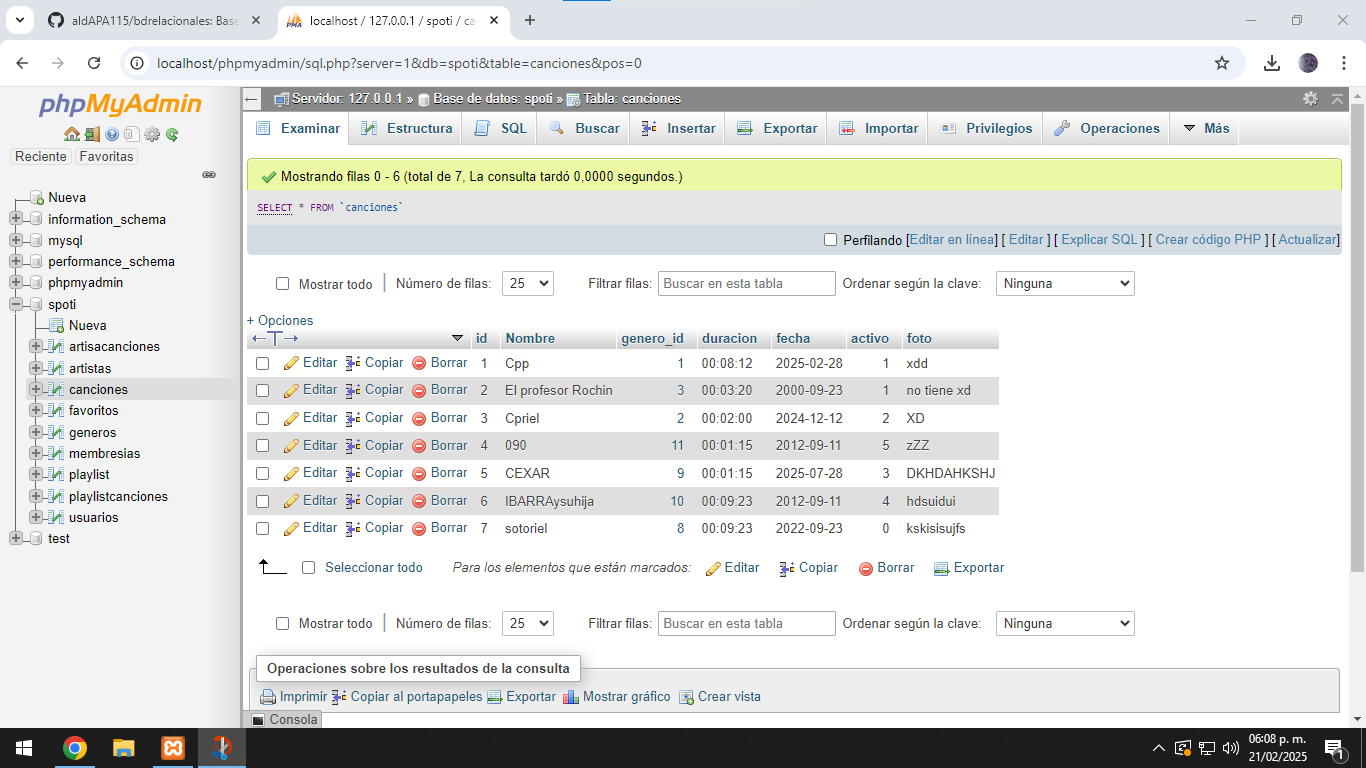 aldAPA115/bdrelacionales: Base
localhost / 127.0.0.1 / spoti / ca
localhost/phpmyadmin/sql.php?server=1&db=spoti&table=canciones&pos=0
phpMyAdmin
Reciente Favoritas
Nueva
information_schema
mysql
performance_schema
phpmyadmin
spoti
Nueva
artisacanciones
artistas
canciones
favoritos
generos
membresias
playlist
playlistcanciones
usuarios
test
Servidor: 127.0.0.1 » Base de datos: spoti » Tabla: canciones
Examinar Estructura SQL Buscar Insertar Exportar Importar Privilegios Operaciones Más
Mostrando filas 0 - 6 (total de 7, La consulta tardó 0,0000 segundos.)
SELECT * FROM `canciones`
Perfilando [Editar en línea] [ Editar ] [ Explicar SQL ] [ Crear código PHP ] [ Actualizar]
Mostrar todo | Número de filas: 25 Filtrar filas: Buscar en esta tabla Ordenar según la clave: Ninguna
+ Opciones
←T→ id Nombre genero_id duracion fecha activo foto
Editar Copiar Borrar 1 Cpp 1 00:08:12 2025-02-28 1 xdd
Editar Copiar Borrar 2 El profesor Rochin 3 00:03:20 2000-09-23 1 no tiene xd
Editar Copiar Borrar 3 Cpriel 2 00:02:00 2024-12-12 2 XD
Editar Copiar Borrar 4 090 11 00:01:15 2012-09-11 5 zZZ
Editar Copiar Borrar 5 CEXAR 9 00:01:15 2025-07-28 3 DKHDAHKSHJ
Editar Copiar Borrar 6 IBARRAysuhija 10 00:09:23 2012-09-11 4 hdsuidui
Editar Copiar Borrar 7 sotoriel 8 00:09:23 2022-09-23 0 kskisisujfs
Seleccionar todo Para los elementos que están marcados: Editar Copiar Borrar Exportar
Mostrar todo | Número de filas: 25 Filtrar filas: Buscar en esta tabla Ordenar según la clave: Ninguna
Operaciones sobre los resultados de la consulta
Imprimir Copiar al portapapeles Exportar Mostrar gráfico Crear vista
Consola
06:08 p. m.
21/02/2025
1